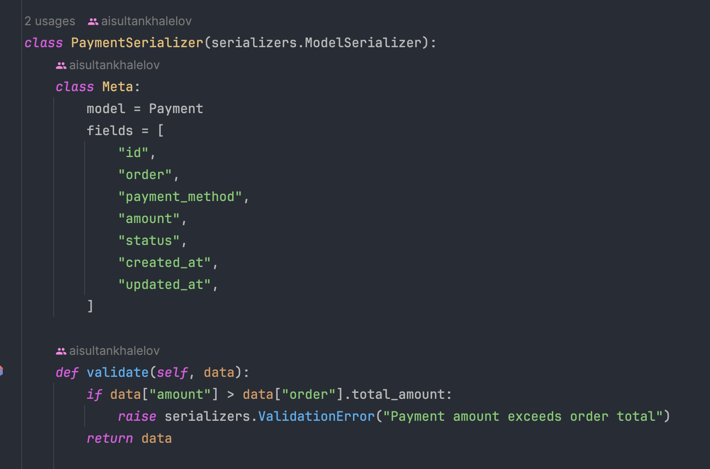 2 usages aisultankhalelov
class PaymentSerializer(serializers.ModelSerializer):
aisultankhalelov
class Meta:
model = Payment
fields = [
"id",
"order",
"payment_method",
"amount",
"status",
"created_at",
"updated_at",
]
aisultankhalelov
def validate(self, data):
if data["amount"] > data["order"].total_amount:
raise serializers.ValidationError("Payment amount exceeds order total")
return data